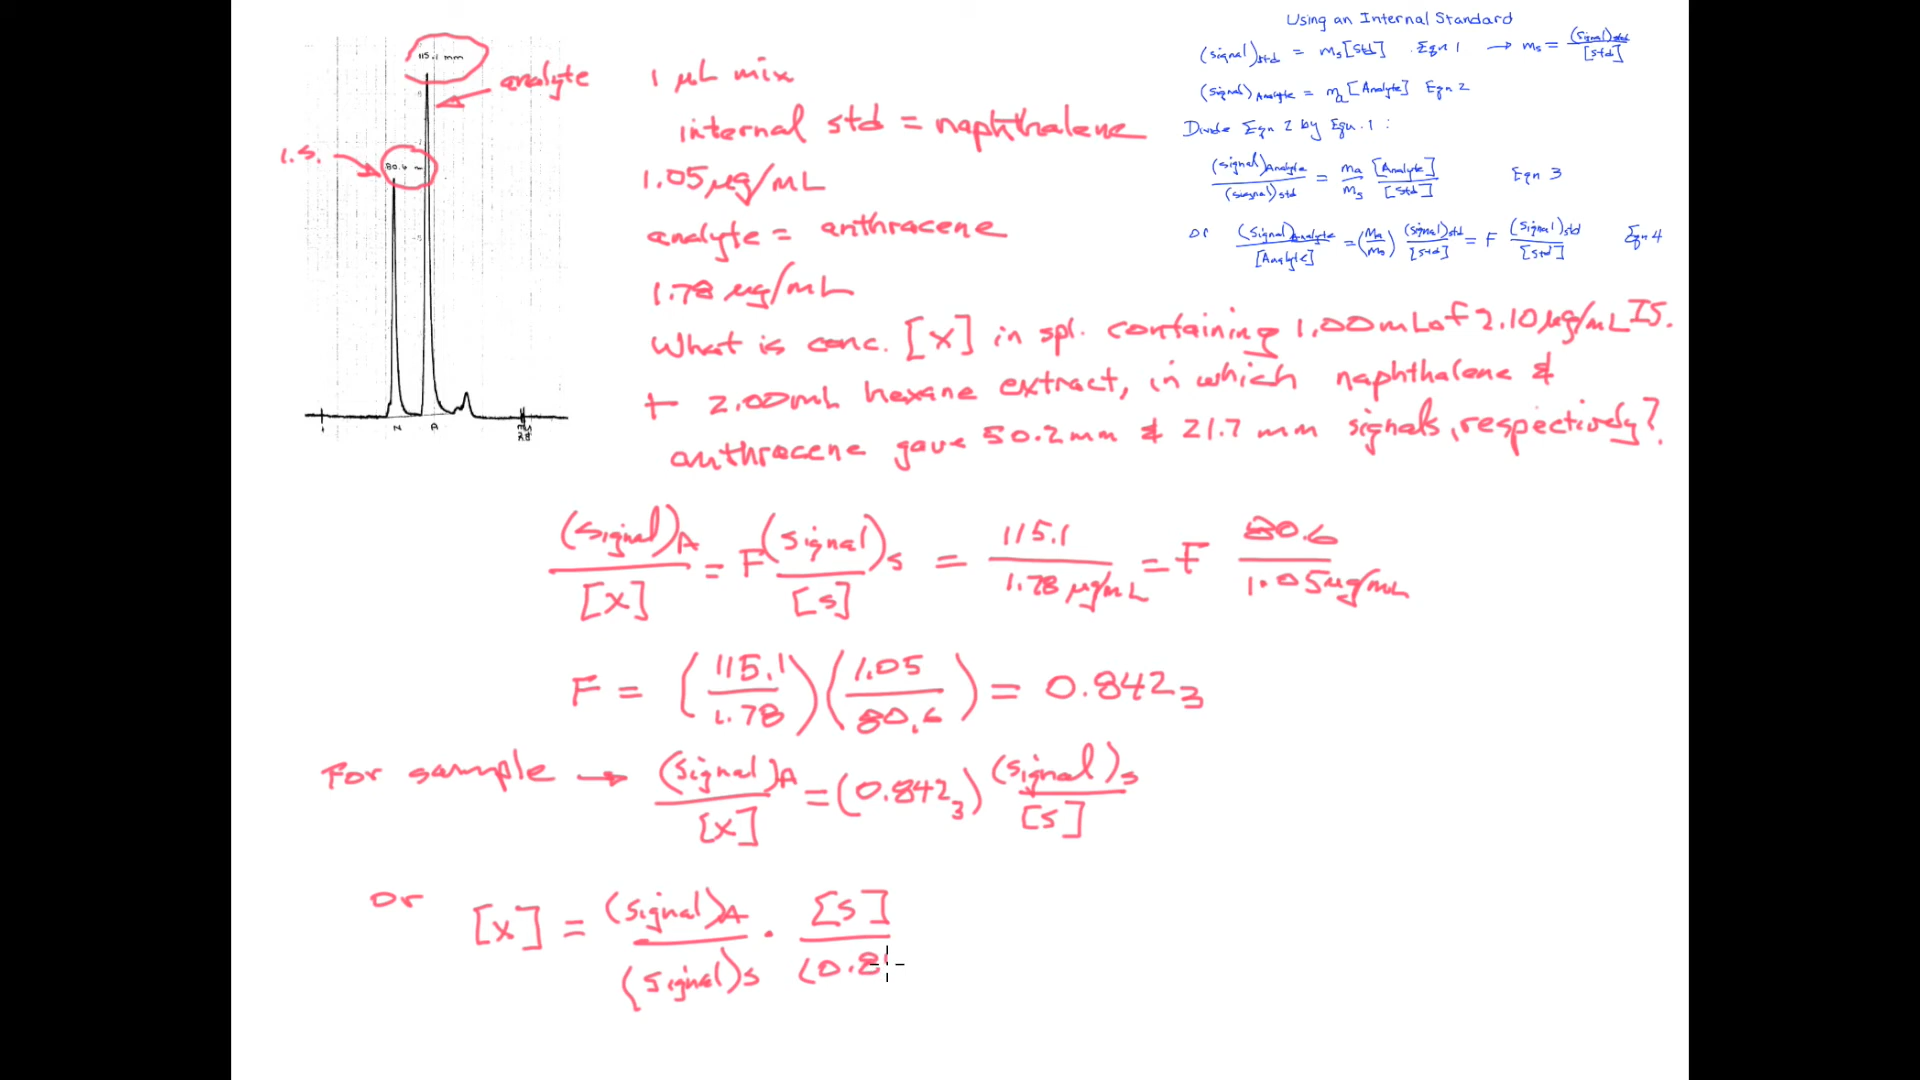 115.1 mm
analyte
I.S.
80.6
N A
1 μL mix
internal std = naphthalene
1.05 μg/mL
analyte = anthracene
1.78 μg/mL
What is conc. [X] in spl. containing 1.00 mL of 2.10 μg/mL IS.
+ 2.00 mL hexane extract, in which naphthalene &
anthracene gave 50.2 mm & 21.7 mm signals, respectively?
Using an Internal Standard
(signal)std = ms[Std] Eqn 1 → ms = (signal)std / [std]
(signal)Analyte = ma[Analyte] Eqn 2
Divide Eqn 2 by Eqn. 1 :
(signal)Analyte / (signal)std = ma/ms [Analyte]/[Std] Eqn 3
or (Signal)Analyte / [Analyte] = (ma/ms) (signal)std / [std] = F (signal)std / [std] Eqn 4
(signal)A / [X] = F (signal)s / [s] = 115.1 / 1.78 μg/mL = F 80.6 / 1.05 μg/mL
F = (115.1 / 1.78) (1.05 / 80.6) = 0.8423
For sample → (signal)A / [X] = (0.8423) (signal)s / [s]
or [X] = (signal)A / (signal)s · [s] / (0.8